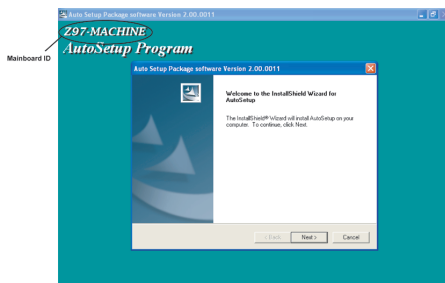 Auto Setup Package software Version 2.00.0011
Z97-MACHINE
AutoSetup Program
Mainboard ID
Auto Setup Package software Version 2.00.0011
Welcome to the InstallShield Wizard for
AutoSetup
The InstallShield® Wizard will install AutoSetup on your
computer. To continue, click Next.
< Back
Next >
Cancel